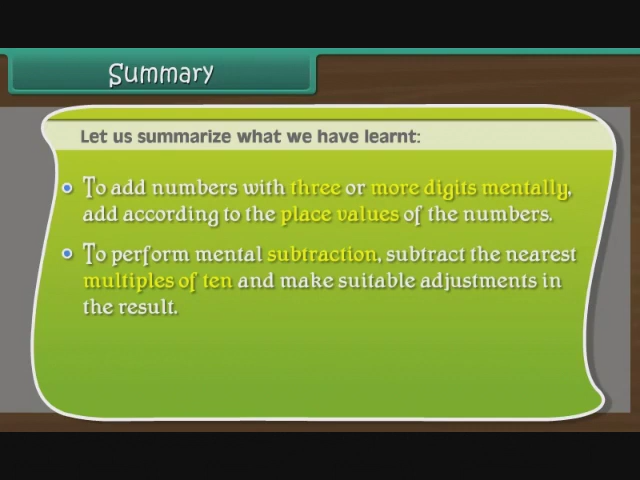 Summary
Let us summarize what we have learnt:
To add numbers with three or more digits mentally,
add according to the place values of the numbers.
To perform mental subtraction, subtract the nearest
multiples of ten and make suitable adjustments in
the result.